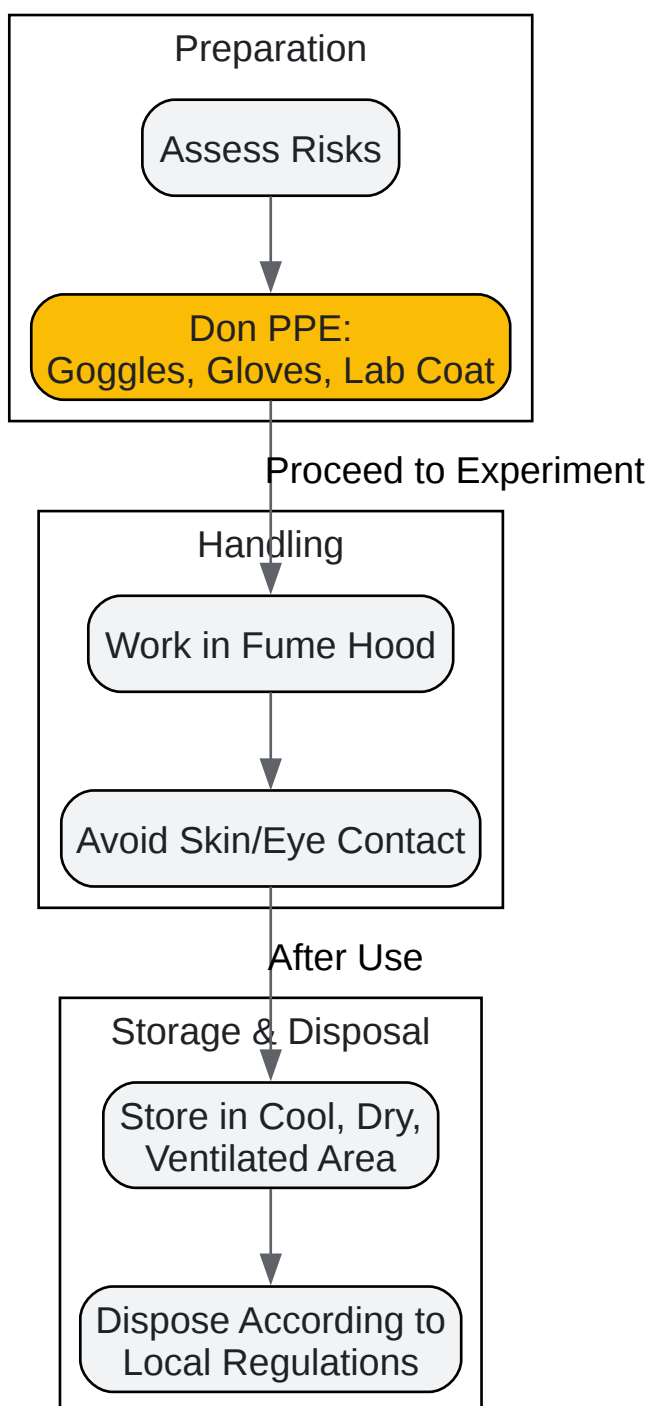 Preparation
Assess Risks
Don PPE:
Goggles, Gloves, Lab Coat
Proceed to Experiment
Handling
Work in Fume Hood
Avoid Skin/Eye Contact
After Use
Storage & Disposal
Store in Cool, Dry,
Ventilated Area
Dispose According to
Local Regulations